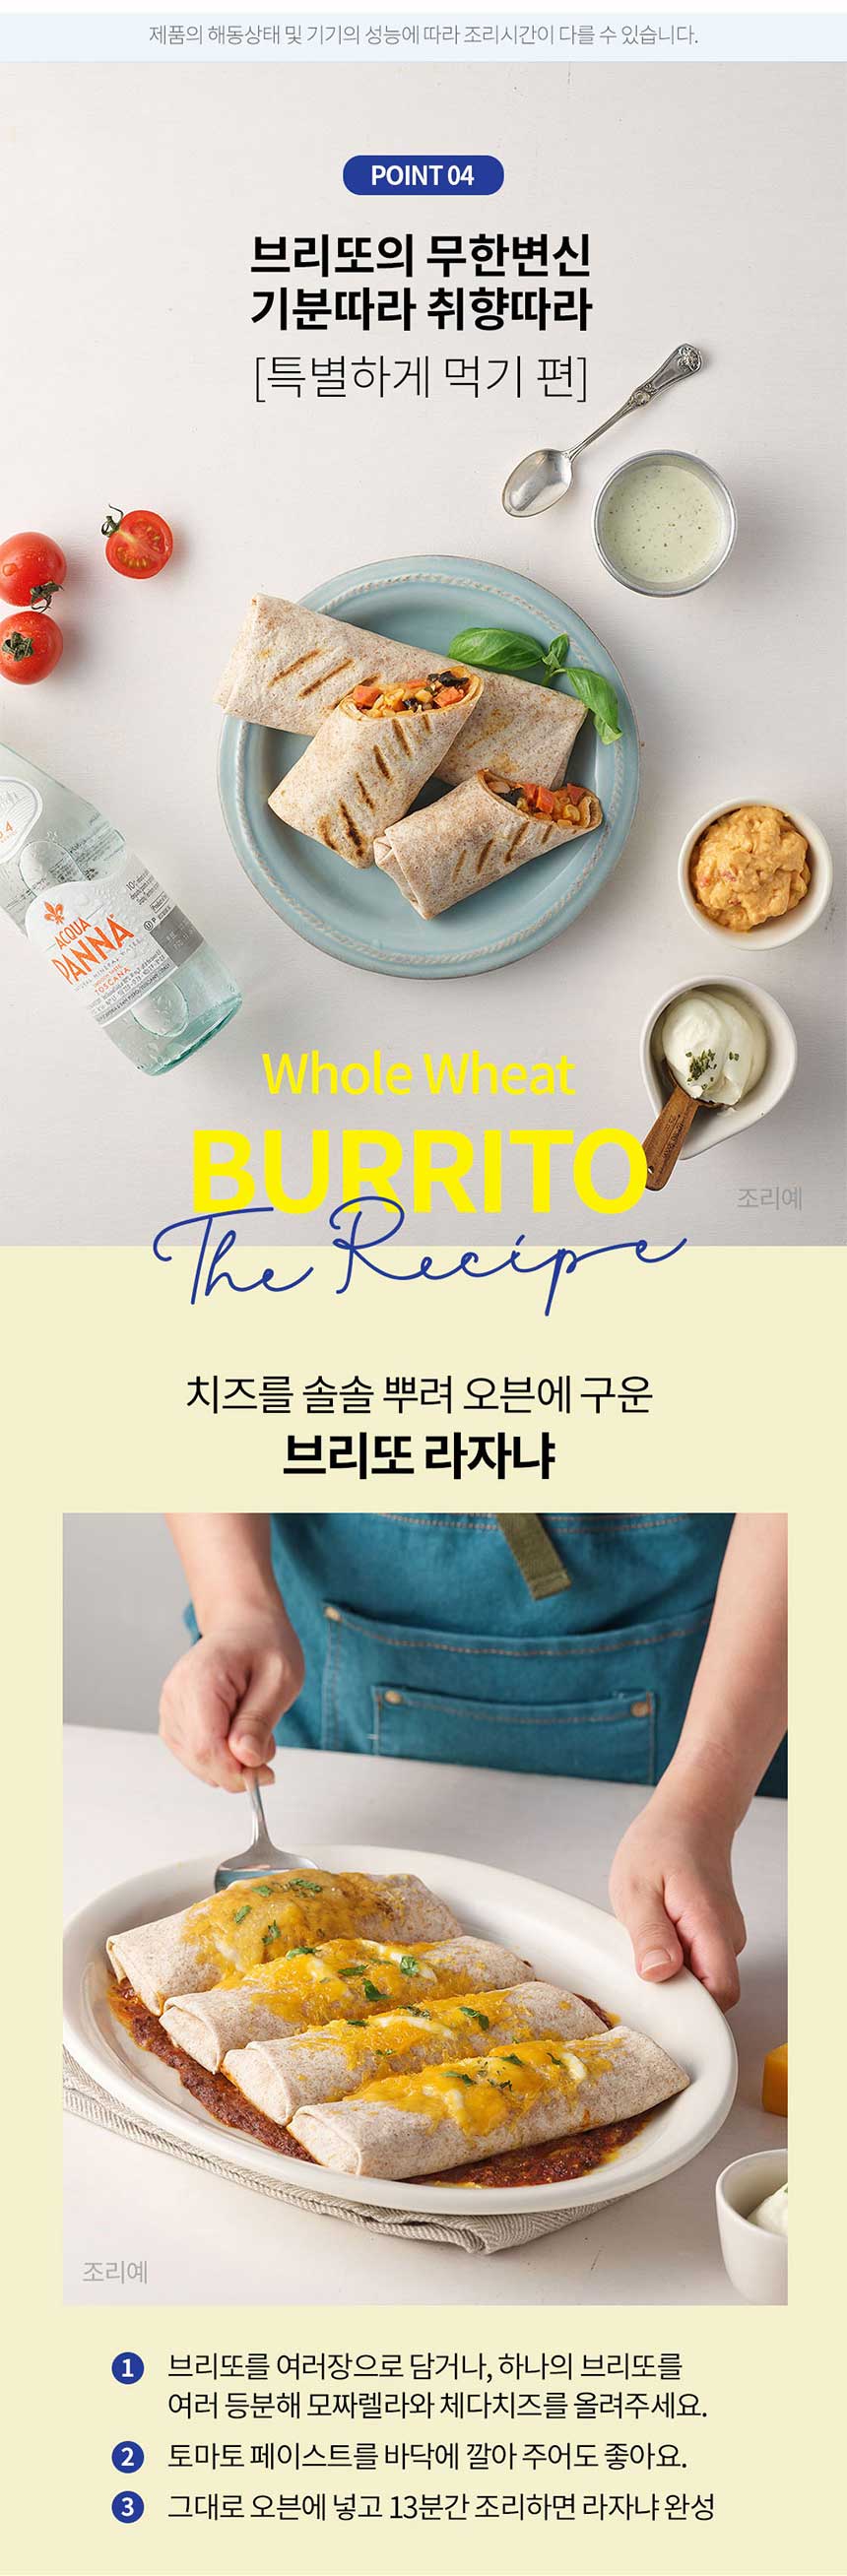 제품의 해동상태 및 기기의 성능에 따라 조리시간이 다를 수 있습니다.
POINT 04
브리또의 무한변신
기분따라 취향따라
[특별하게 먹기 편]
ACQUA
PANNA
TOSCANA
Whole Wheat
BURRITO
조리예
The Recipe
치즈를 솔솔 뿌려 오븐에 구운
브리또 라자냐
조리예
1 브리또를 여러장으로 담거나, 하나의 브리또를
여러 등분해 모짜렐라와 체다치즈를 올려주세요.
2 토마토 페이스트를 바닥에 깔아 주어도 좋아요.
3 그대로 오븐에 넣고 13분간 조리하면 라자냐 완성